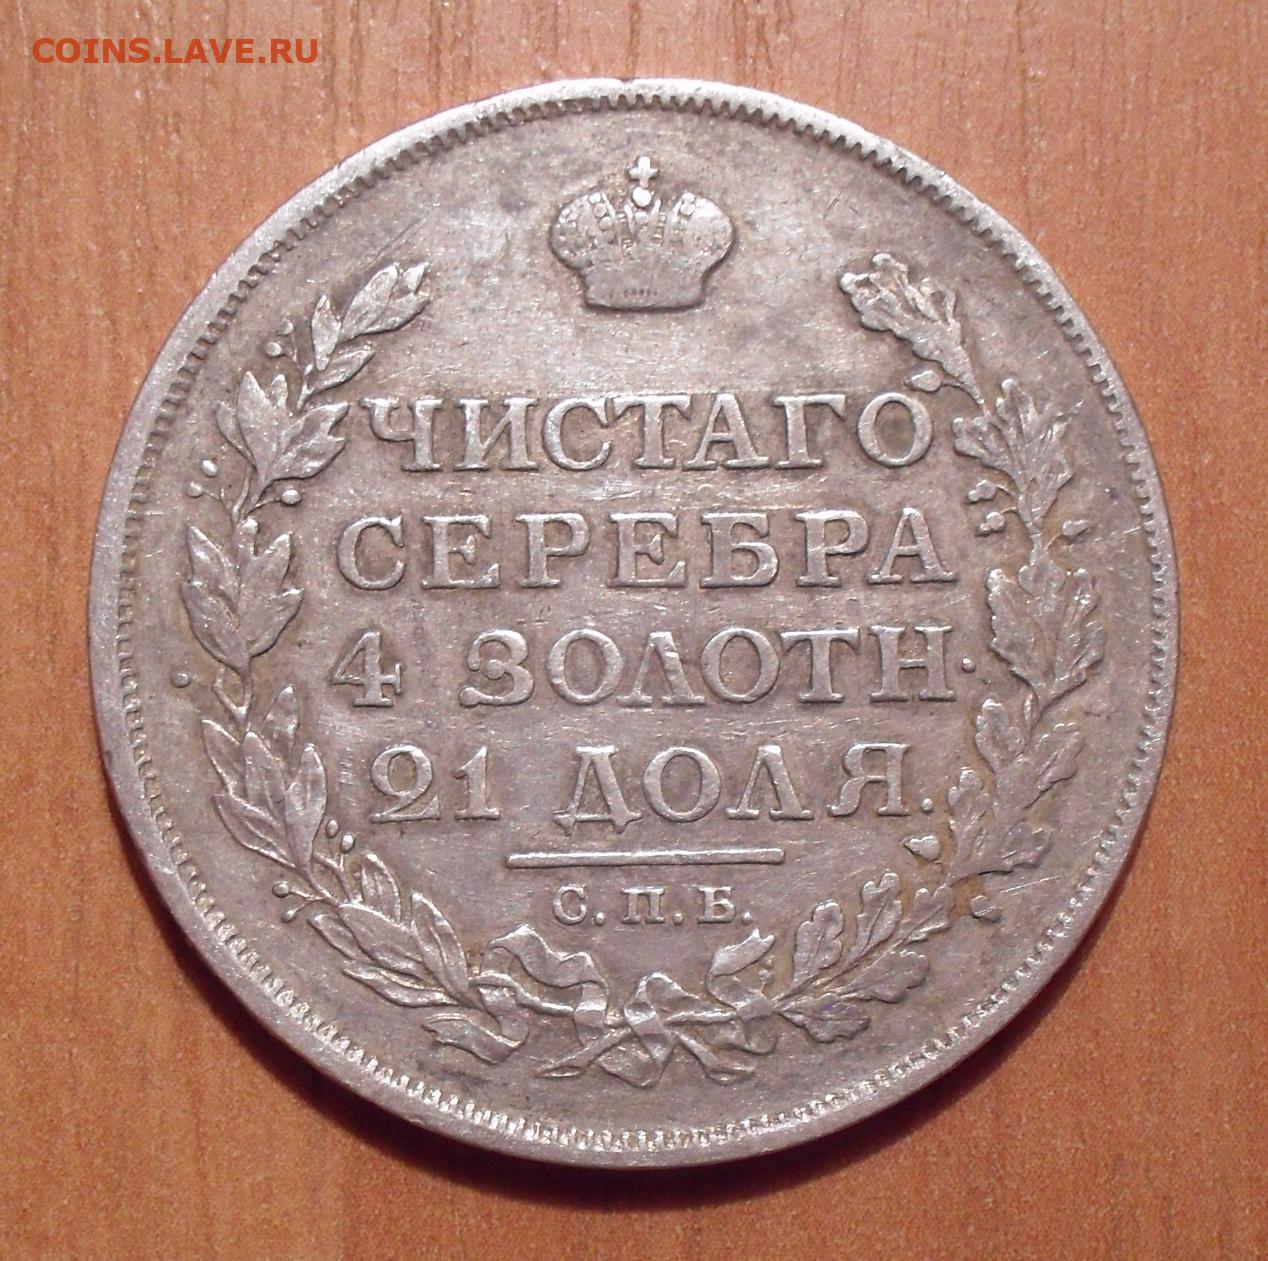 COINS.LAVE.RU
ЧИСТАГО
СЕРЕБРА
4 ЗОЛОТН.
21 ДОЛЯ.
С.П.Б.